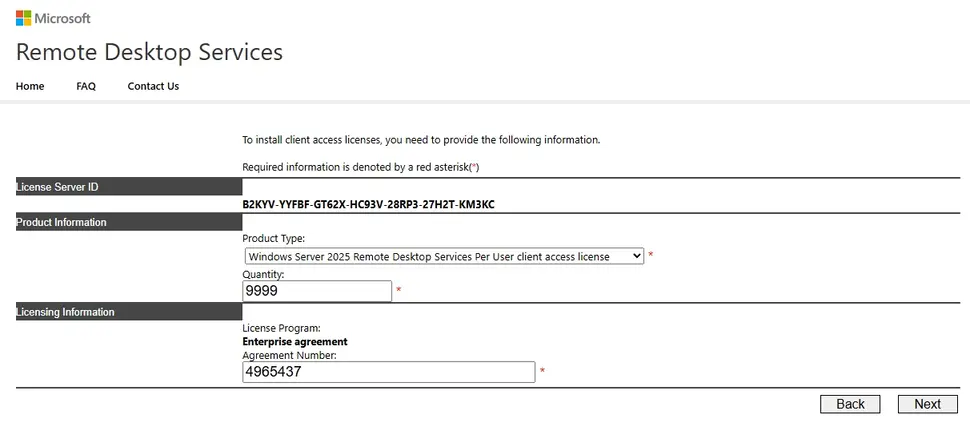 Microsoft
Remote Desktop Services
Home FAQ Contact Us
To install client access licenses, you need to provide the following information.
Required information is denoted by a red asterisk(*)
License Server ID
B2KYV-YYFBF-GT62X-HC93V-28RP3-27H2T-KM3KC
Product Information
Product Type:
Windows Server 2025 Remote Desktop Services Per User client access license *
Quantity:
9999 *
Licensing Information
License Program:
Enterprise agreement
Agreement Number:
4965437 *
Back Next